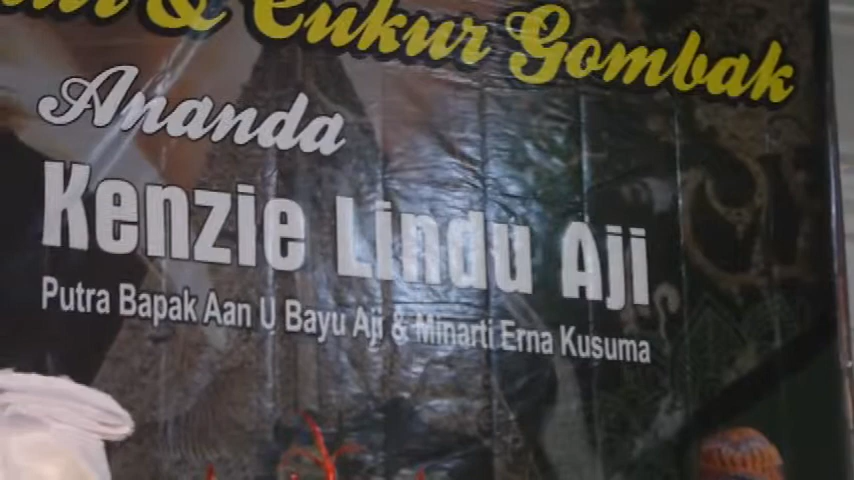 & Cukur Gombak
Ananda
Kenzie Lindu Aji
Putra Bapak Aan U Bayu Aji & Minarti Erna Kusuma